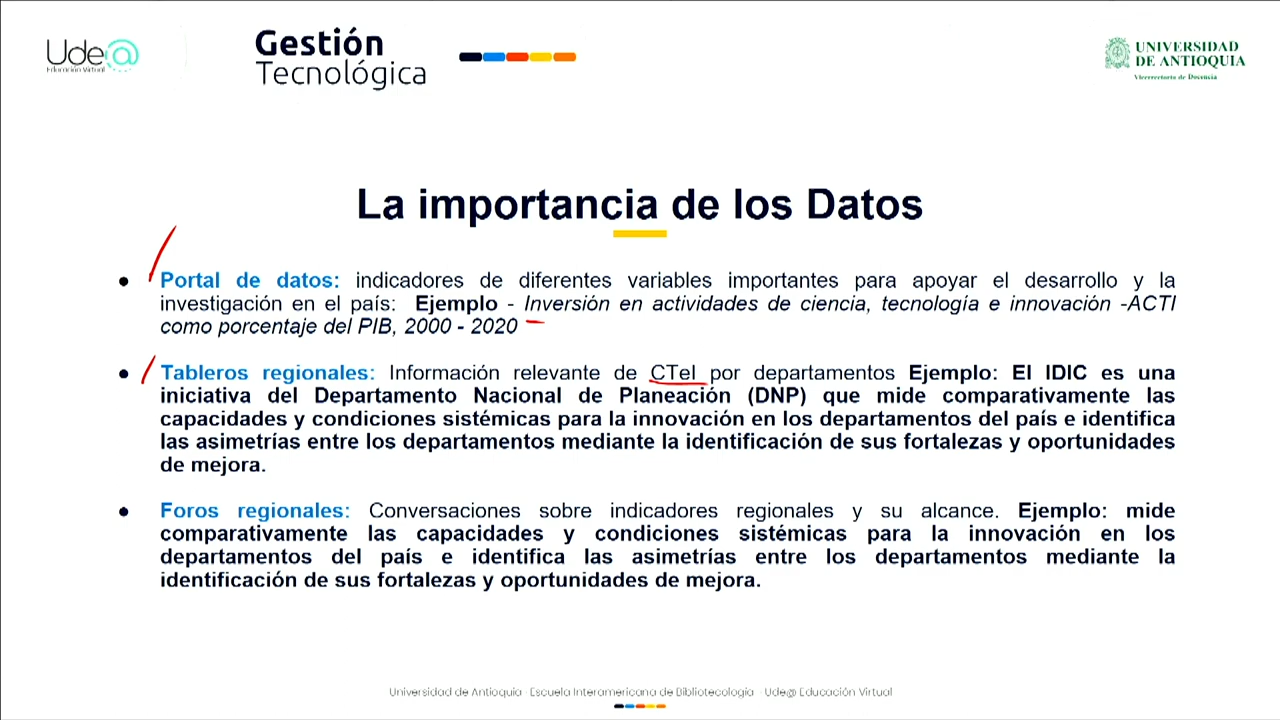 Ude@
Educación Virtual
Gestión
Tecnológica
UNIVERSIDAD
DE ANTIOQUIA
Vicerrectoría de Docencia
La importancia de los Datos
● Portal de datos: indicadores de diferentes variables importantes para apoyar el desarrollo y la
investigación en el país: Ejemplo - Inversión en actividades de ciencia, tecnología e innovación -ACTI
como porcentaje del PIB, 2000 - 2020
● Tableros regionales: Información relevante de CTeI por departamentos Ejemplo: El IDIC es una
iniciativa del Departamento Nacional de Planeación (DNP) que mide comparativamente las
capacidades y condiciones sistémicas para la innovación en los departamentos del país e identifica
las asimetrías entre los departamentos mediante la identificación de sus fortalezas y oportunidades
de mejora.
● Foros regionales: Conversaciones sobre indicadores regionales y su alcance. Ejemplo: mide
comparativamente las capacidades y condiciones sistémicas para la innovación en los
departamentos del país e identifica las asimetrías entre los departamentos mediante la
identificación de sus fortalezas y oportunidades de mejora.
Universidad de Antioquia · Escuela Interamericana de Bibliotecología · Ude@ Educación Virtual